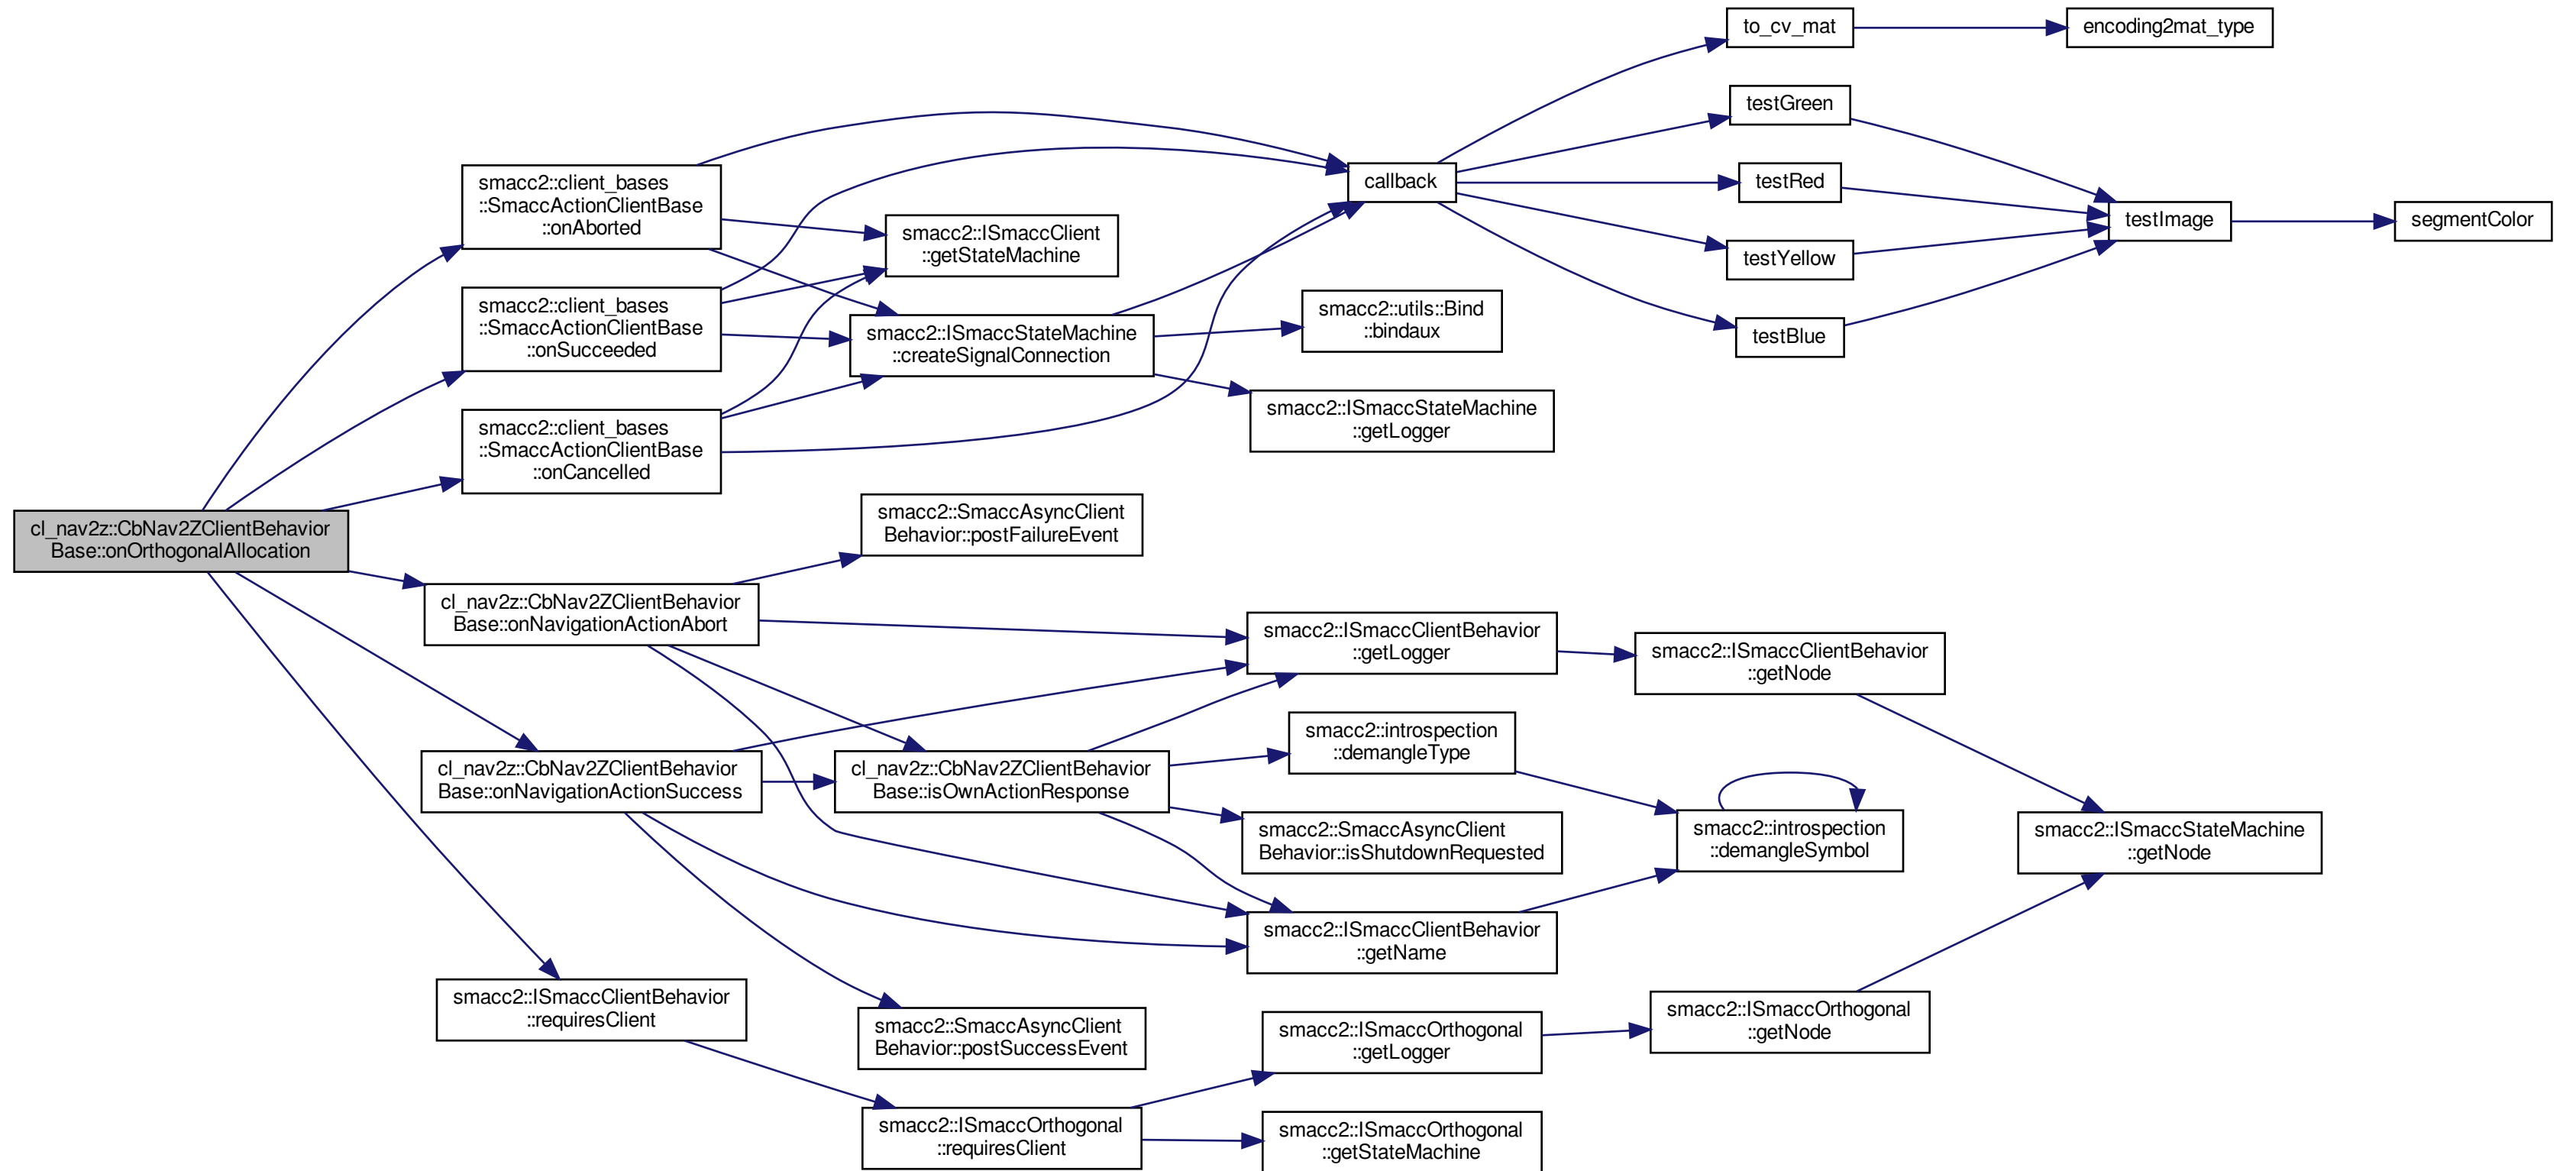 cl_nav2z::CbNav2ZClientBehavior
Base::onOrthogonalAllocation
smacc2::client_bases
::SmaccActionClientBase
::onAborted
smacc2::client_bases
::SmaccActionClientBase
::onSucceeded
smacc2::client_bases
::SmaccActionClientBase
::onCancelled
cl_nav2z::CbNav2ZClientBehavior
Base::onNavigationActionAbort
cl_nav2z::CbNav2ZClientBehavior
Base::onNavigationActionSuccess
smacc2::ISmaccClientBehavior
::requiresClient
smacc2::ISmaccClient
::getStateMachine
smacc2::ISmaccStateMachine
::createSignalConnection
smacc2::SmaccAsyncClient
Behavior::postFailureEvent
cl_nav2z::CbNav2ZClientBehavior
Base::isOwnActionResponse
smacc2::SmaccAsyncClient
Behavior::postSuccessEvent
smacc2::ISmaccOrthogonal
::requiresClient
callback
smacc2::utils::Bind
::bindaux
smacc2::ISmaccStateMachine
::getLogger
smacc2::ISmaccClientBehavior
::getLogger
smacc2::introspection
::demangleType
smacc2::SmaccAsyncClient
Behavior::isShutdownRequested
smacc2::ISmaccClientBehavior
::getName
smacc2::ISmaccOrthogonal
::getLogger
smacc2::ISmaccOrthogonal
::getStateMachine
to_cv_mat
testGreen
testRed
testYellow
testBlue
smacc2::ISmaccClientBehavior
::getNode
smacc2::introspection
::demangleSymbol
smacc2::ISmaccOrthogonal
::getNode
encoding2mat_type
testImage
smacc2::ISmaccStateMachine
::getNode
segmentColor